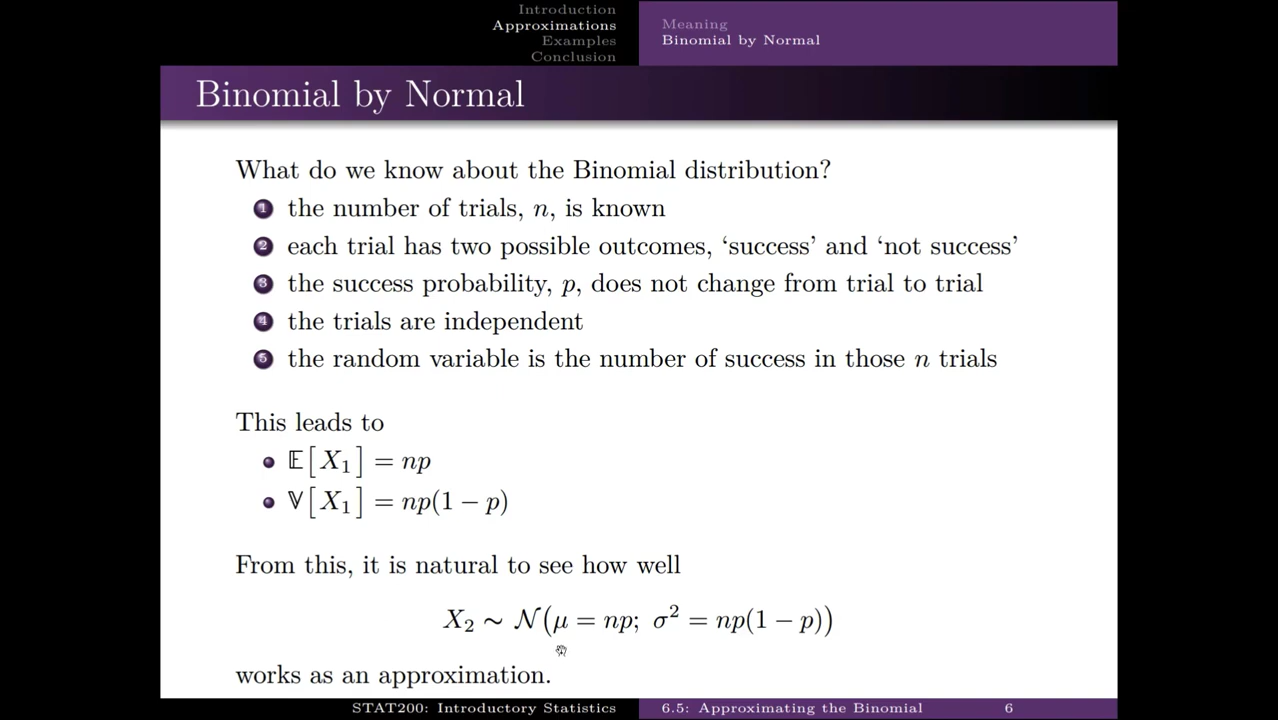 Introduction
Approximations
Examples
Conclusion
Meaning
Binomial by Normal
Binomial by Normal
What do we know about the Binomial distribution?
1 the number of trials, n, is known
2 each trial has two possible outcomes, ‘success’ and ‘not success’
3 the success probability, p, does not change from trial to trial
4 the trials are independent
5 the random variable is the number of success in those n trials
This leads to
• 𝔼[X₁] = np
• 𝕍[X₁] = np(1 − p)
From this, it is natural to see how well
X₂ ∼ 𝒩(μ = np; σ² = np(1 − p))
works as an approximation.
STAT200: Introductory Statistics 6.5: Approximating the Binomial 6